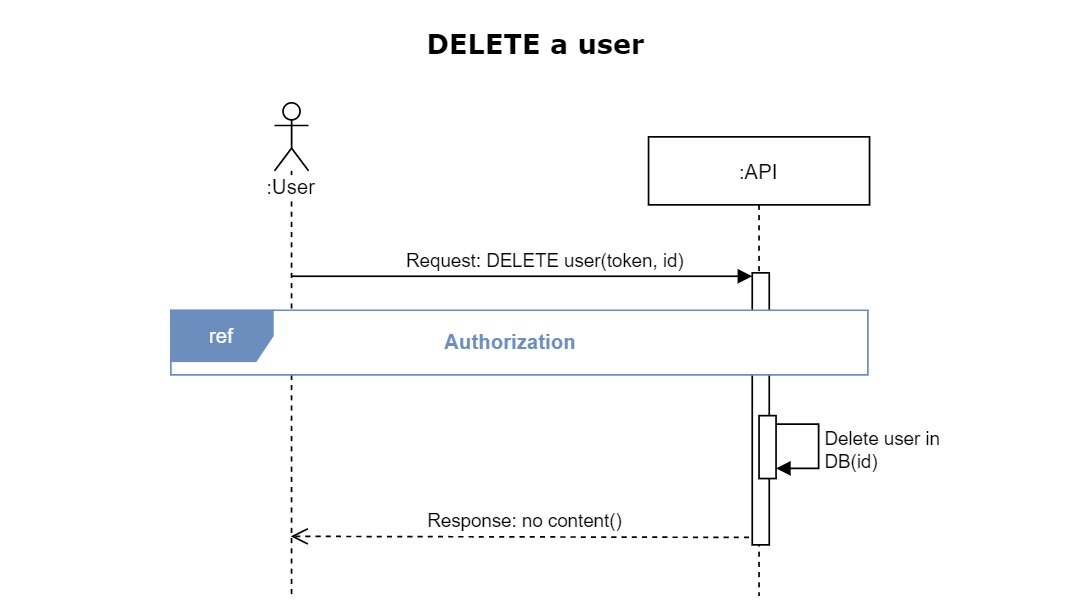 DELETE a user
:User
:API
Request: DELETE user(token, id)
ref
Authorization
Delete user in
DB(id)
Response: no content()